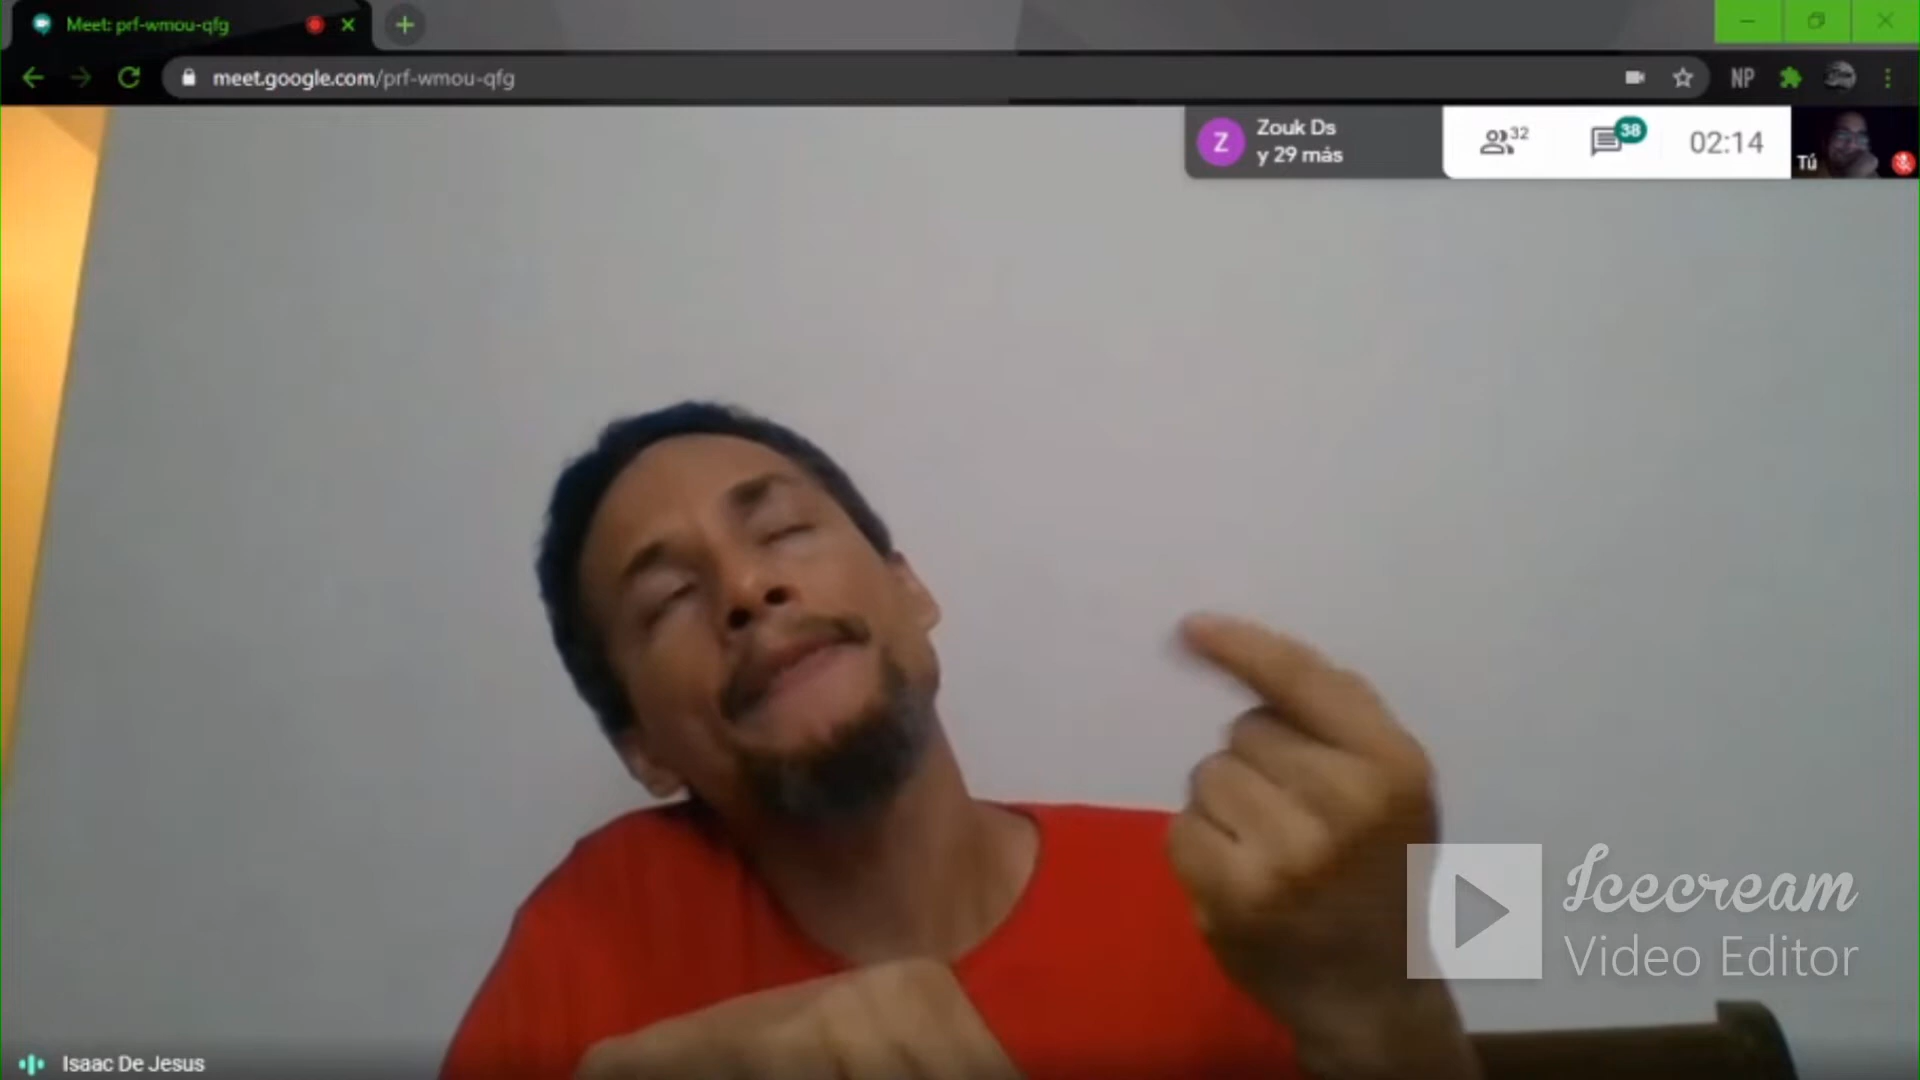 Meet: prf-wmou-qfg
meet.google.com/prf-wmou-qfg
NP
Z
Zouk Ds
y 29 más
32
38
02:14
Tú
Icecream
Video Editor
Isaac De Jesus